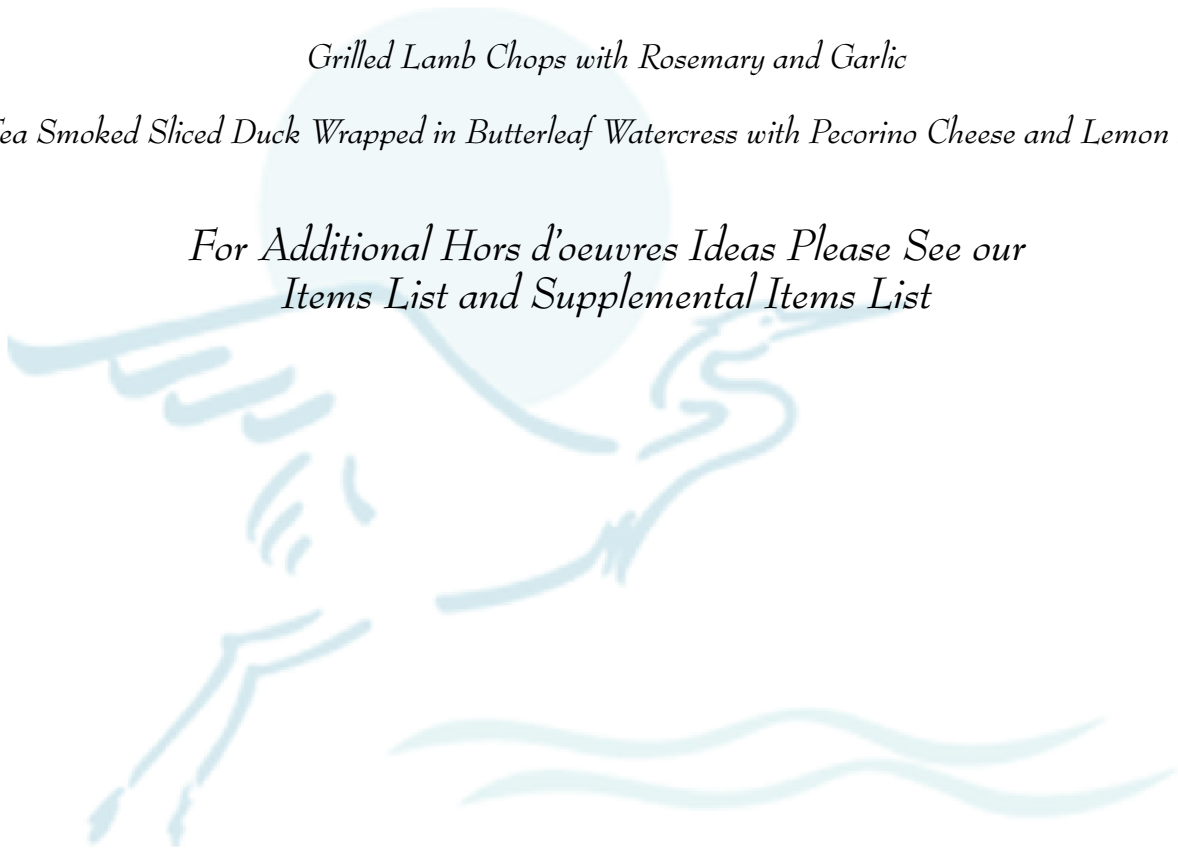 Grilled Lamb Chops with Rosemary and Garlic
Smoked Sliced Duck Wrapped in Butterleaf Watercress with Pecorino Cheese and Lemon
For Additional Hors d'oeuvres Ideas Please See our
Items List and Supplemental Items List